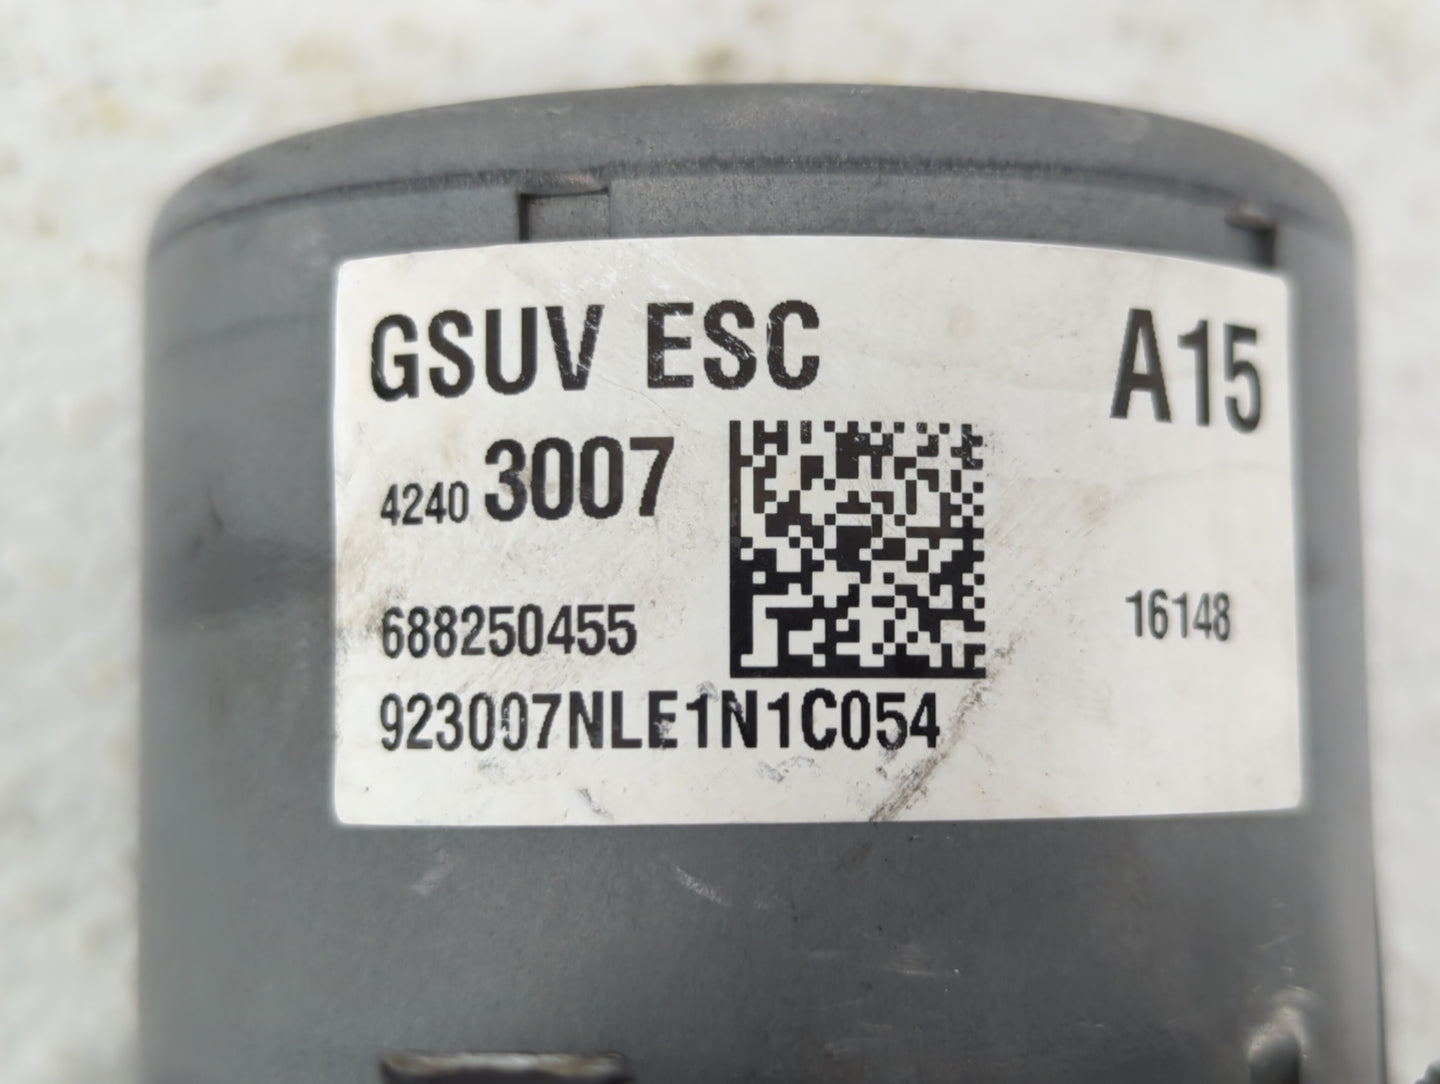 GSUV ESC A15
4240 3007
688250455 16148
923007NLE1N1C054